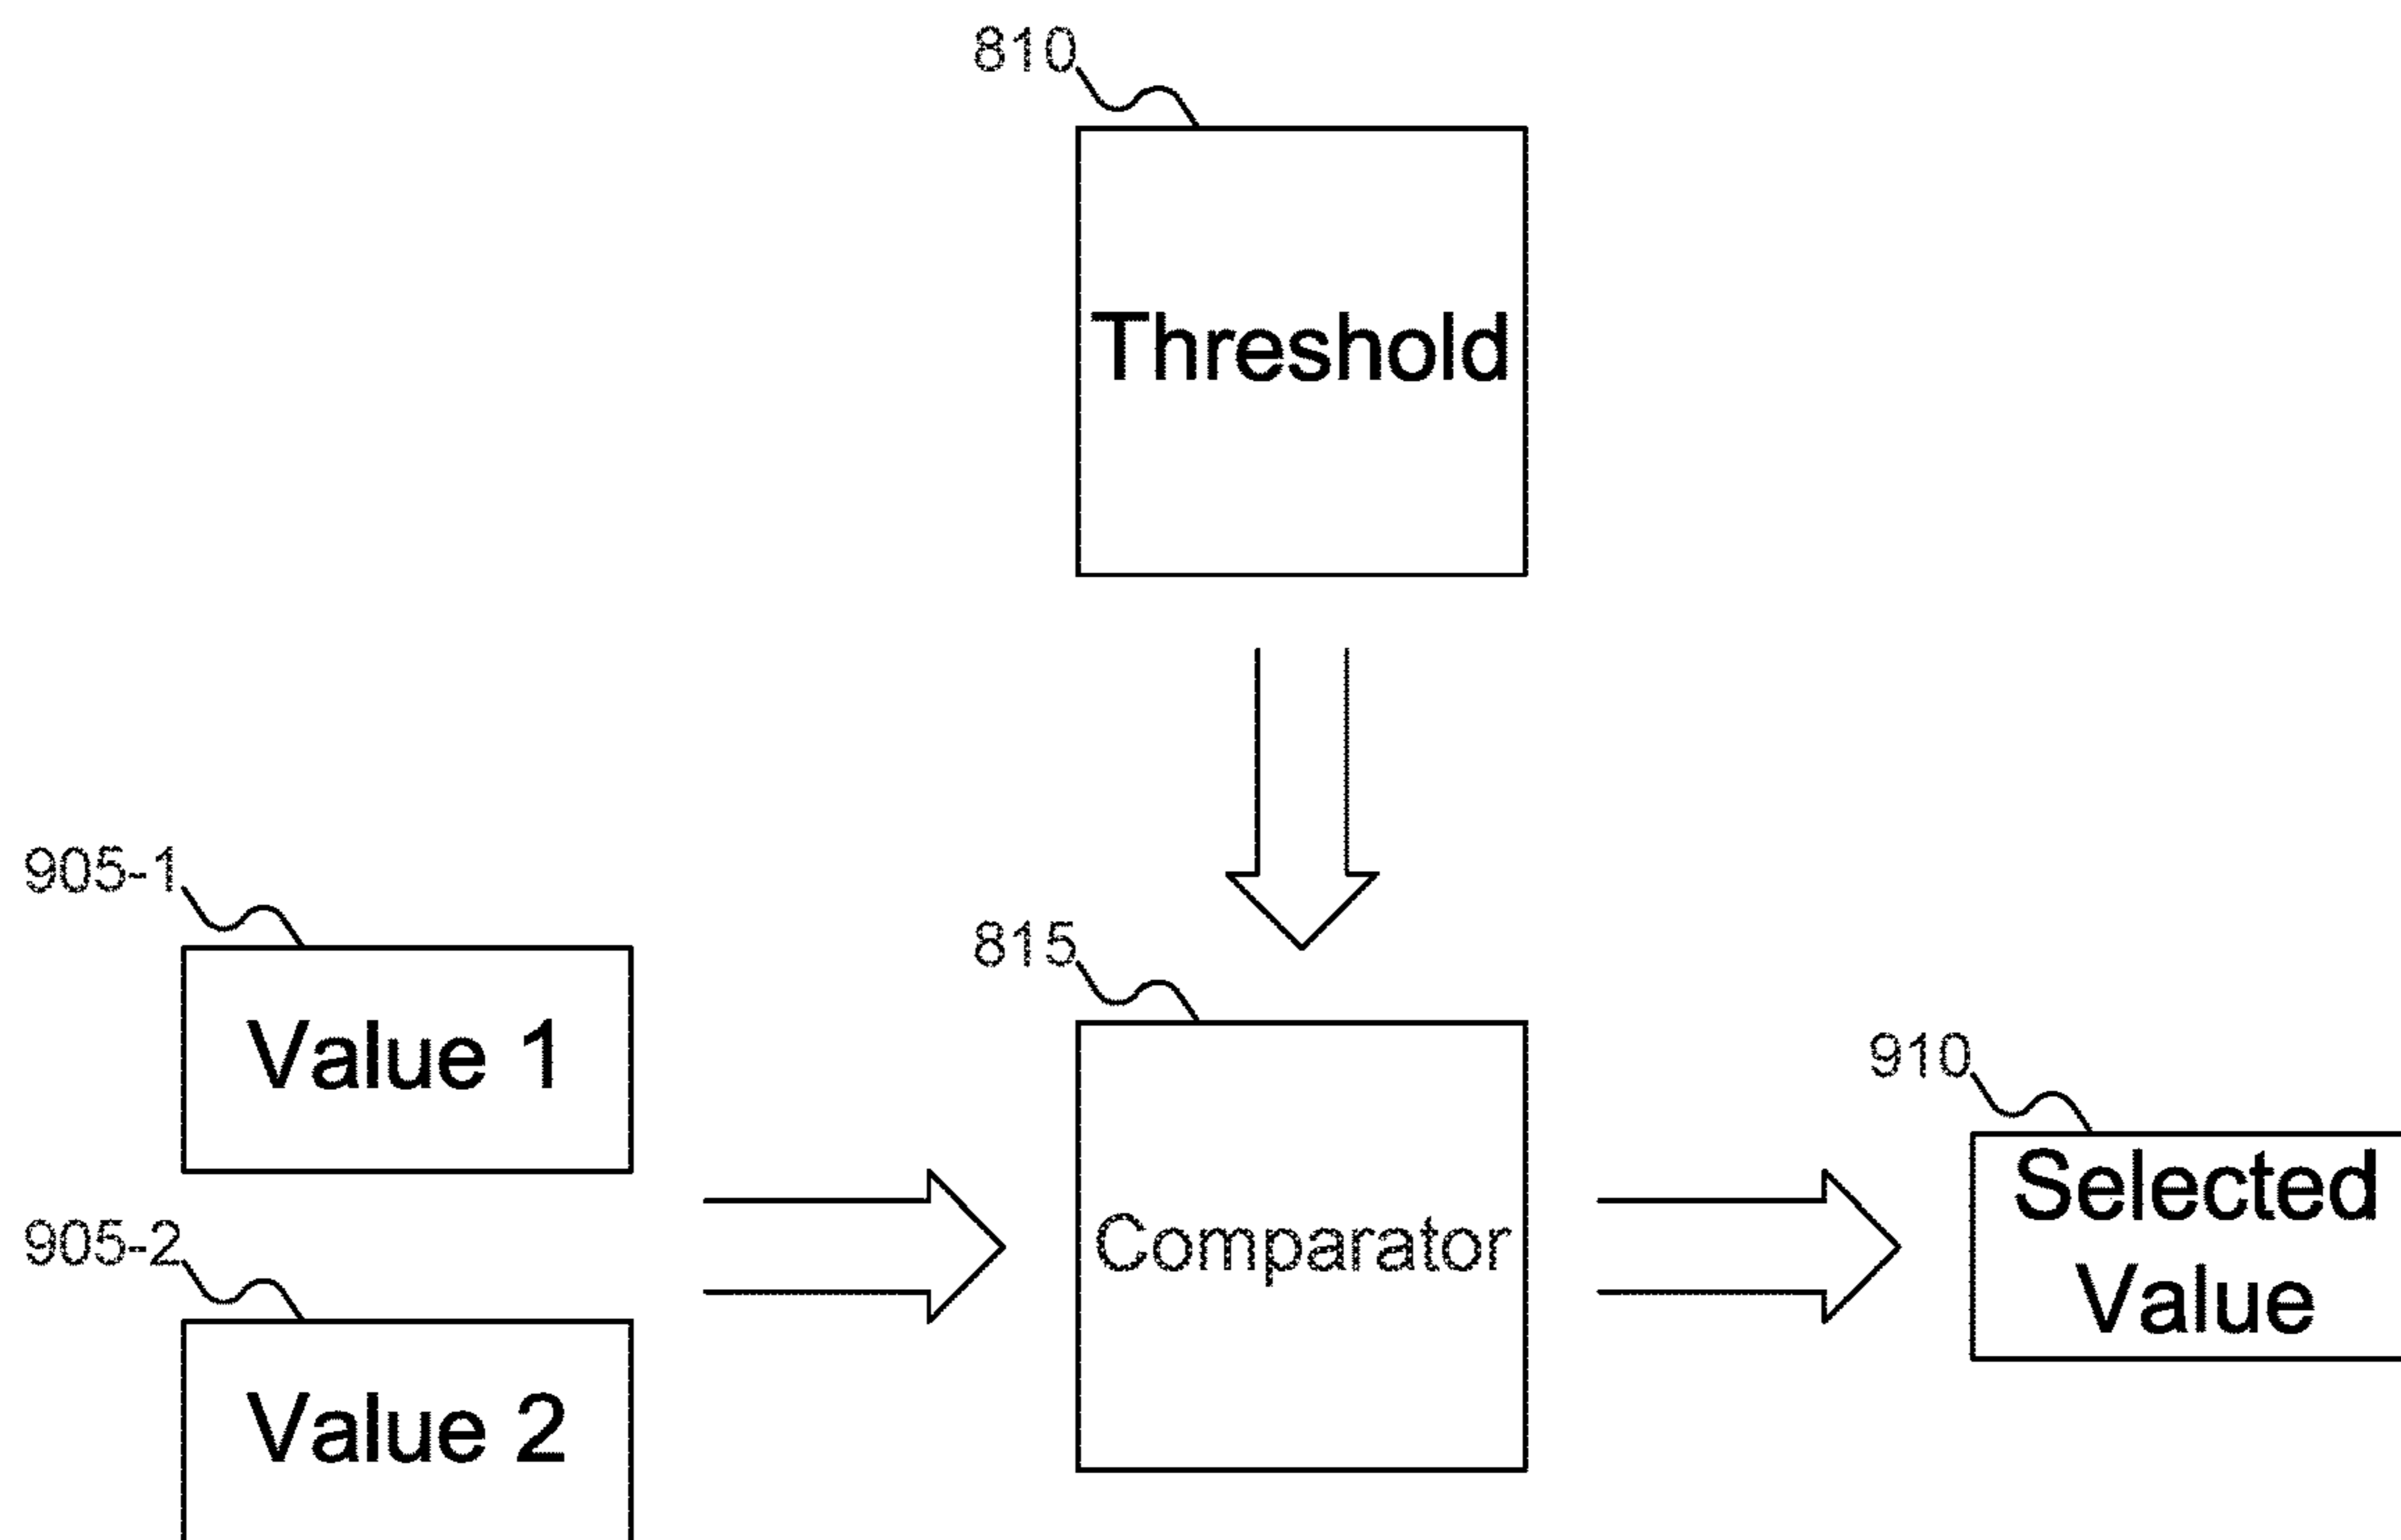 810
Threshold
905-1
Value 1
815
Comparator
910
Selected
Value
905-2
Value 2